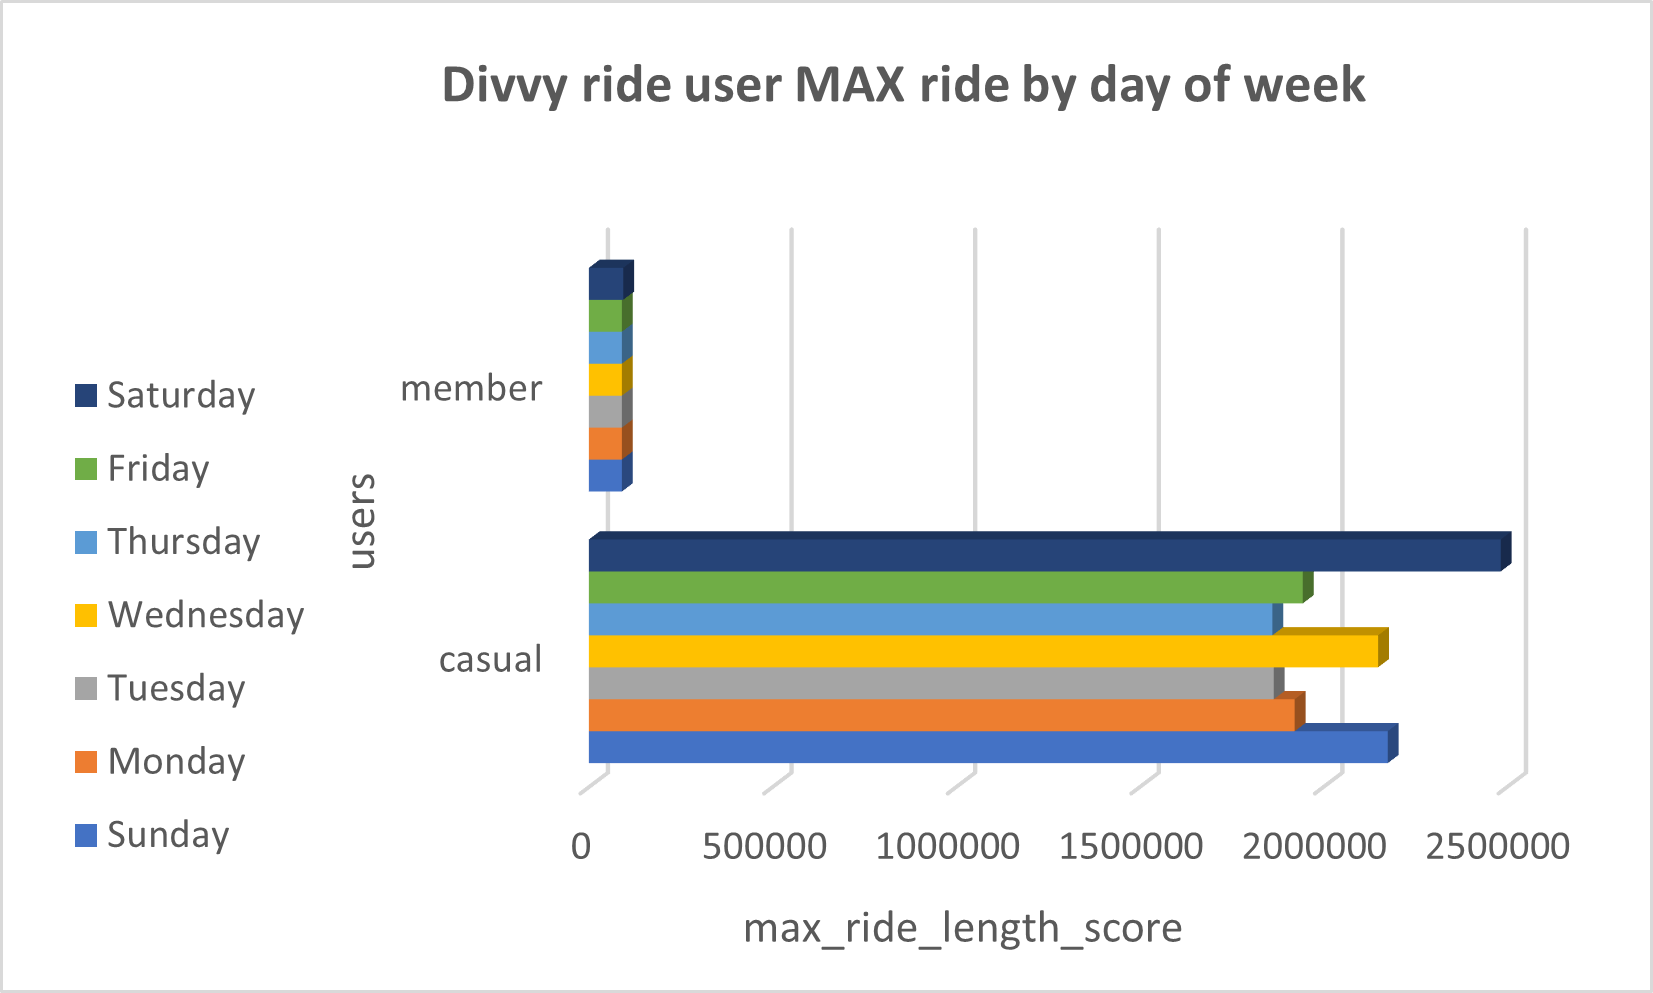 Divvy ride user MAX ride by day of week
Saturday
Friday
Thursday
Wednesday
Tuesday
Monday
Sunday
users
member
casual
0 500000 1000000 1500000 2000000 2500000
max_ride_length_score